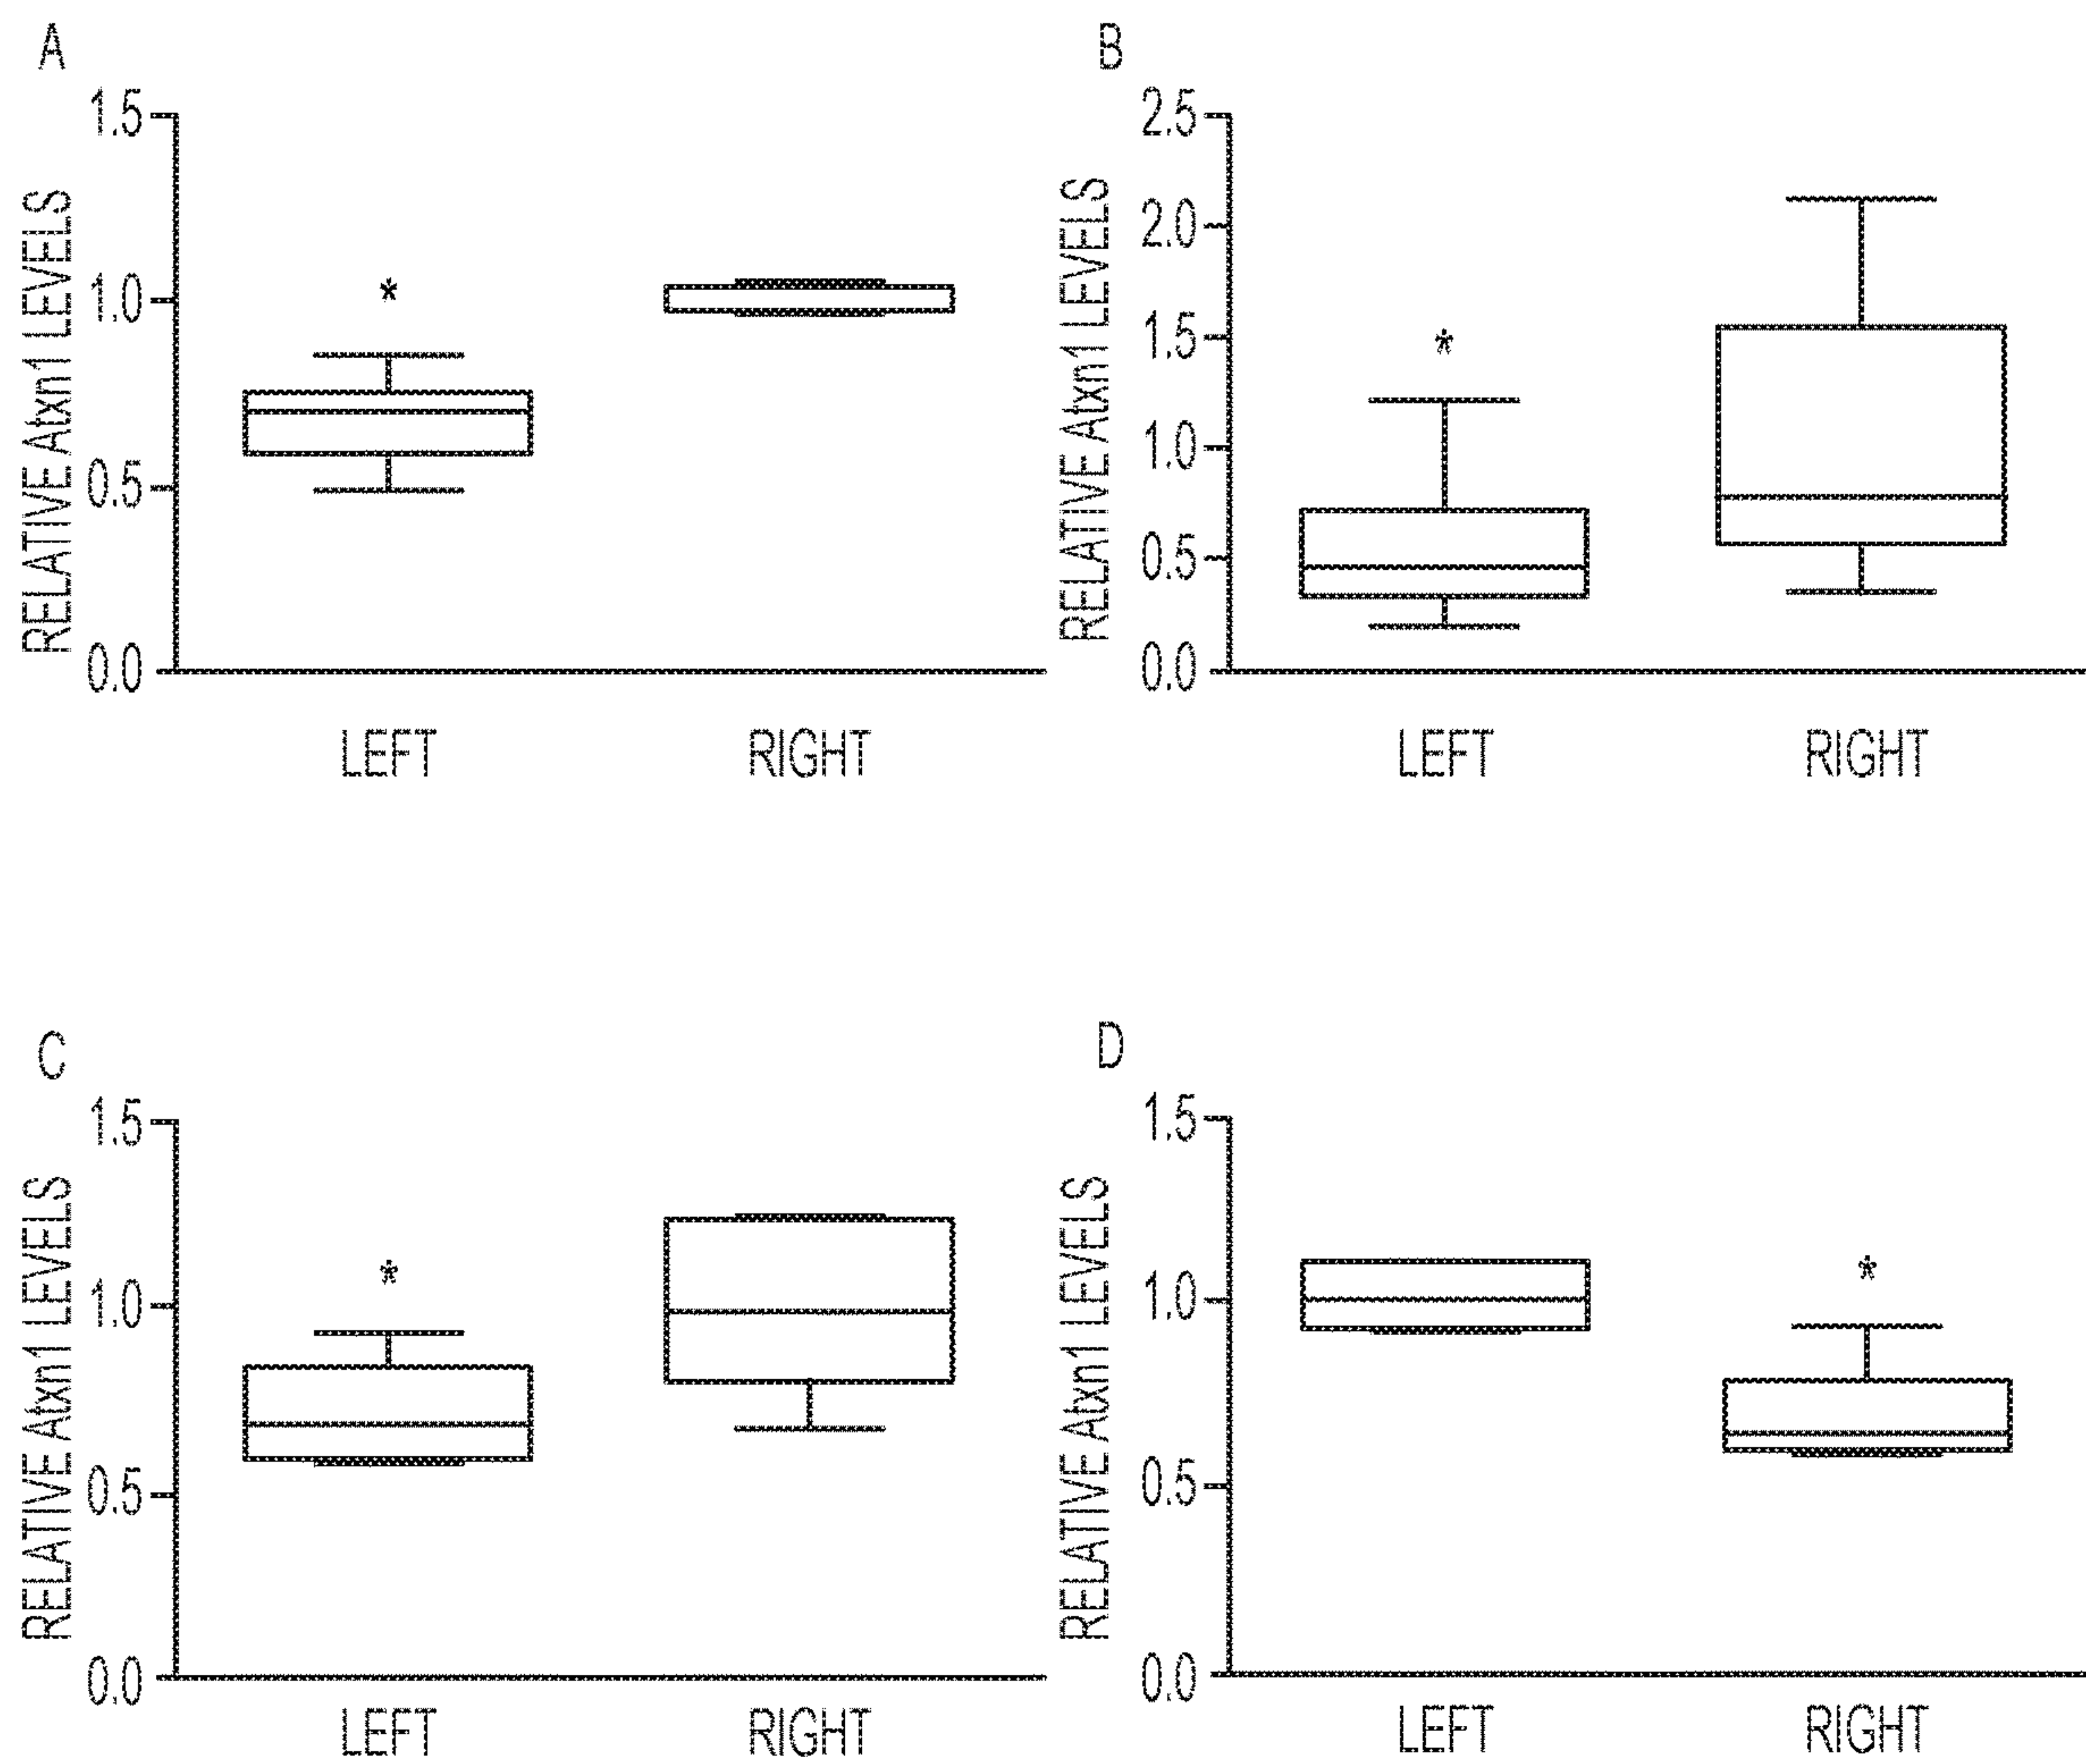 A
RELATIVE Atxn1 LEVELS
1.5
1.0
0.5
0.0
*
LEFT
RIGHT
B
RELATIVE Atxn1 LEVELS
2.5
2.0
1.5
1.0
0.5
0.0
*
LEFT
RIGHT
C
RELATIVE Atxn1 LEVELS
1.5
1.0
0.5
0.0
*
LEFT
RIGHT
D
RELATIVE Atxn1 LEVELS
1.5
1.0
0.5
0.0
*
LEFT
RIGHT